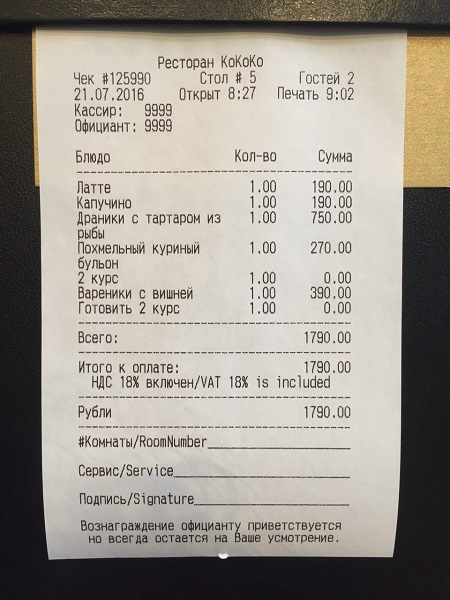 Ресторан КоКоКо
Чек #125990 Стол # 5 Гостей 2
21.07.2016 Открыт 8:27 Печать 9:02
Кассир: 9999
Официант: 9999
Блюдо Кол-во Сумма
Латте 1.00 190.00
Капучино 1.00 190.00
Драники с тартаром из 1.00 750.00
рыбы
Похмельный куриный 1.00 270.00
бульон
2 курс 1.00 0.00
Вареники с вишней 1.00 390.00
Готовить 2 курс 1.00 0.00
Всего: 1790.00
Итого к оплате: 1790.00
НДС 18% включен/VAT 18% is included
Рубли 1790.00
#Комнаты/RoomNumber
Сервис/Service
Подпись/Signature
Вознаграждение официанту приветствуется
но всегда остается на Ваше усмотрение.